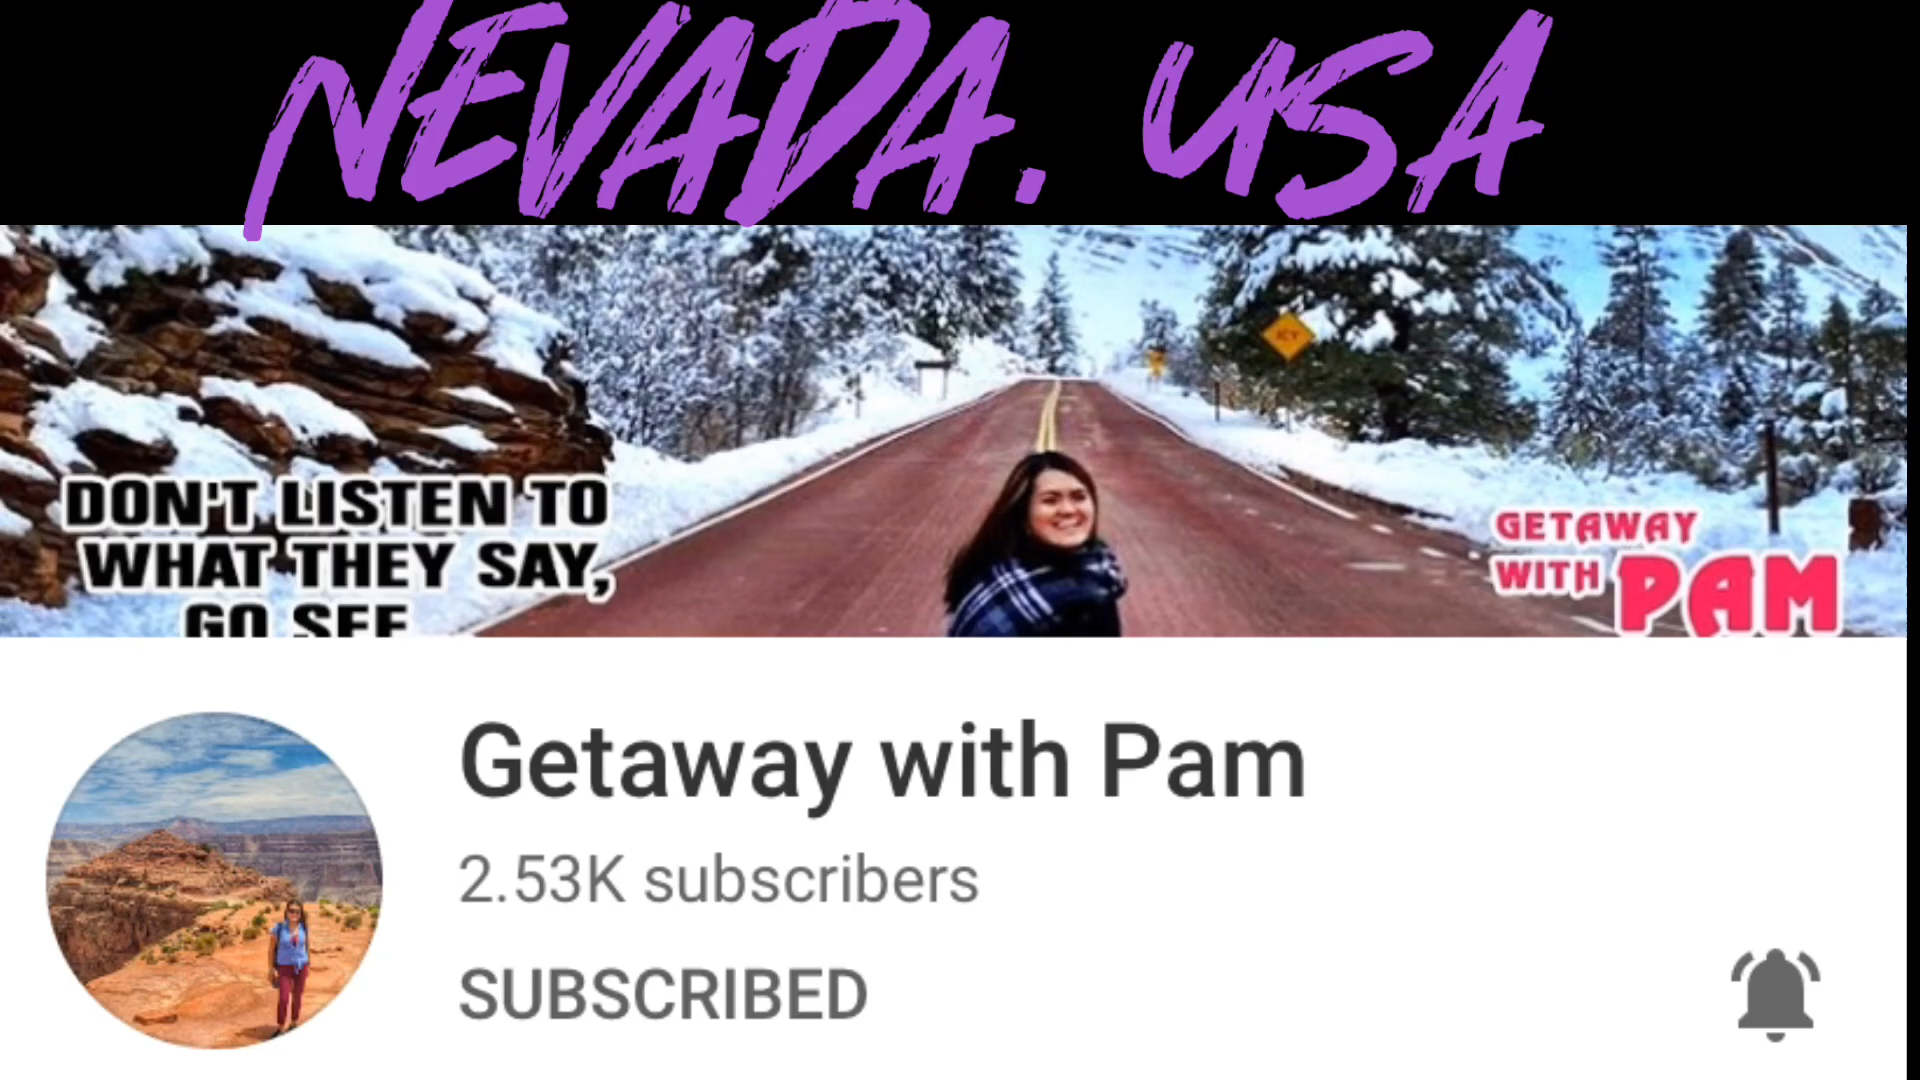 NEVADA. USA
DON'T LISTEN TO
WHAT THEY SAY,
GO SEE
ICY
GETAWAY
WITH PAM
Getaway with Pam
2.53K subscribers
SUBSCRIBED